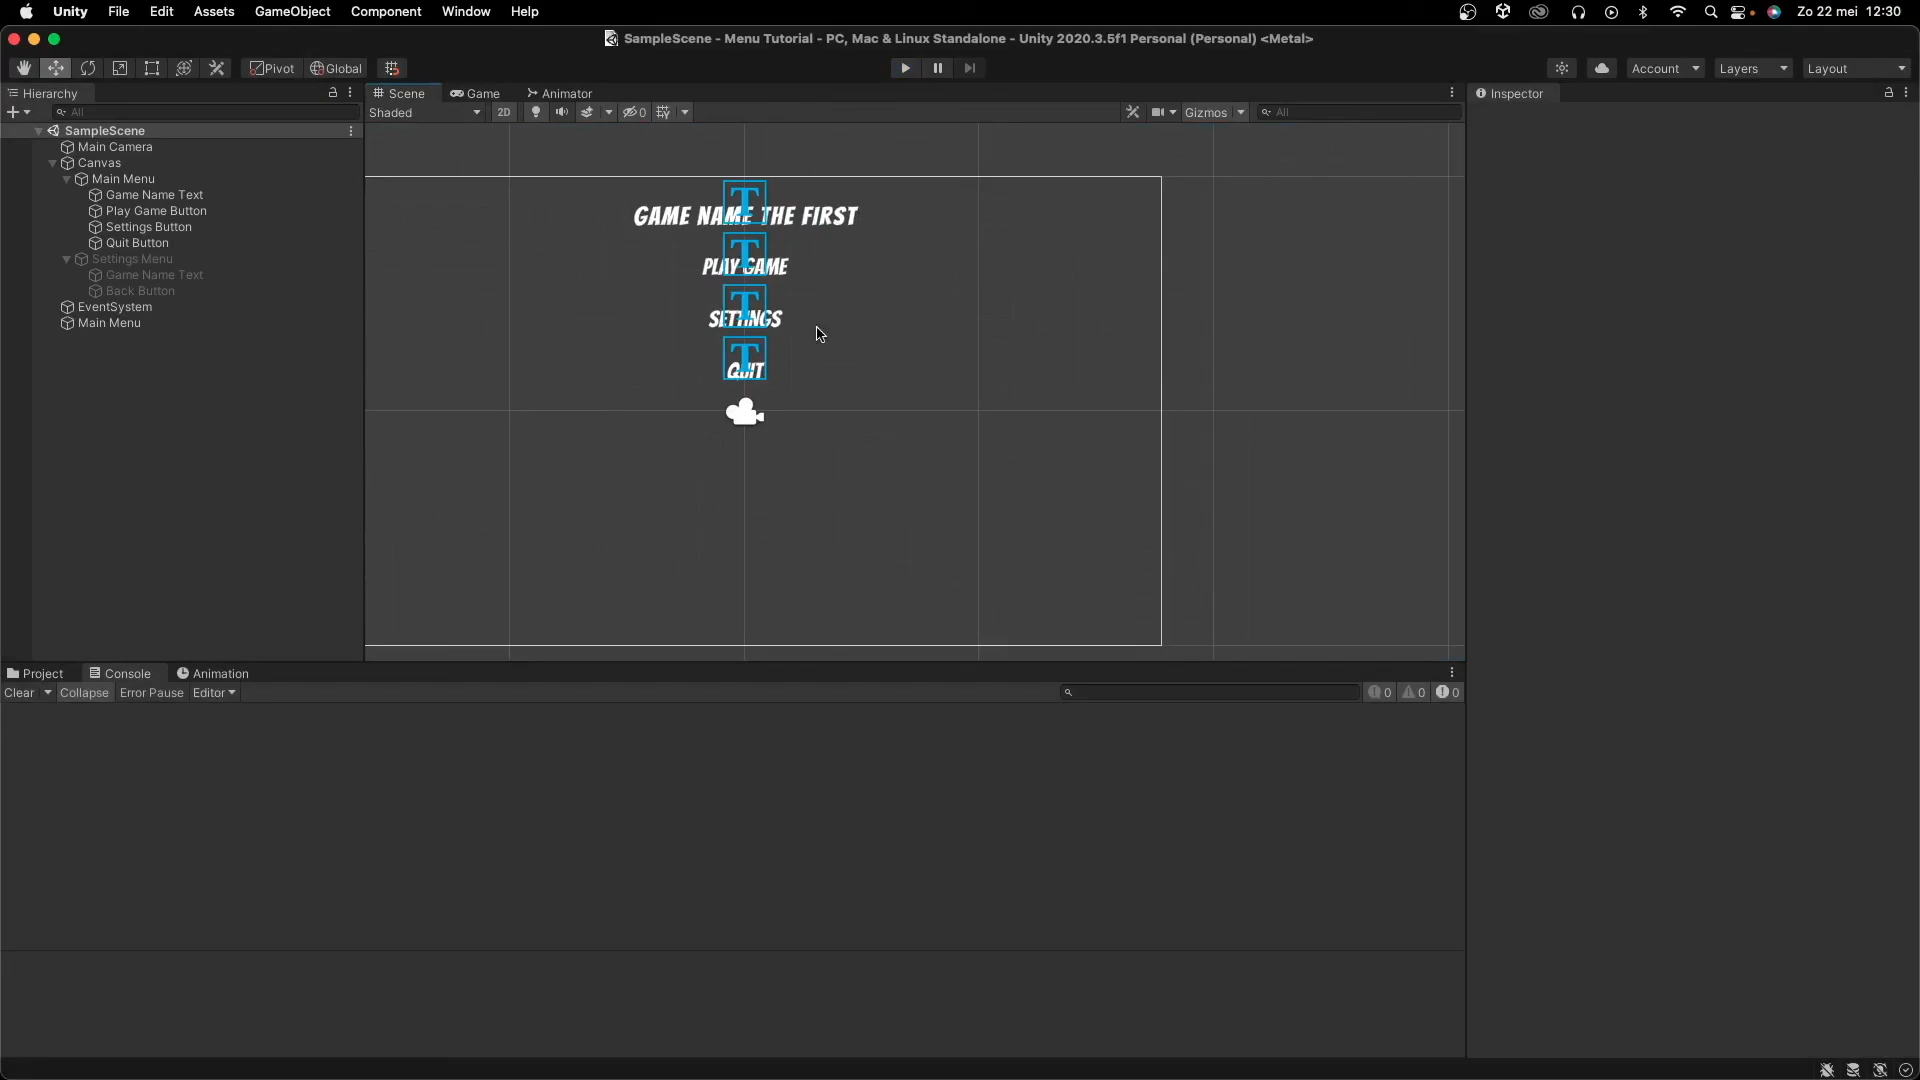 Unity File Edit Assets GameObject Component Window Help Zo 22 mei 12:30
SampleScene - Menu Tutorial - PC, Mac & Linux Standalone - Unity 2020.3.5f1 Personal (Personal) <Metal>
Pivot Global Account Layers Layout
Hierarchy
All
SampleScene
Main Camera
Canvas
Main Menu
Game Name Text
Play Game Button
Settings Button
Quit Button
Settings Menu
Game Name Text
Back Button
EventSystem
Main Menu
Scene Game Animator
Shaded 2D 0 Gizmos All
GAME NAME THE FIRST
PLAY GAME
SETTINGS
QUIT
Inspector
Project Console Animation
Clear Collapse Error Pause Editor 0 0 0